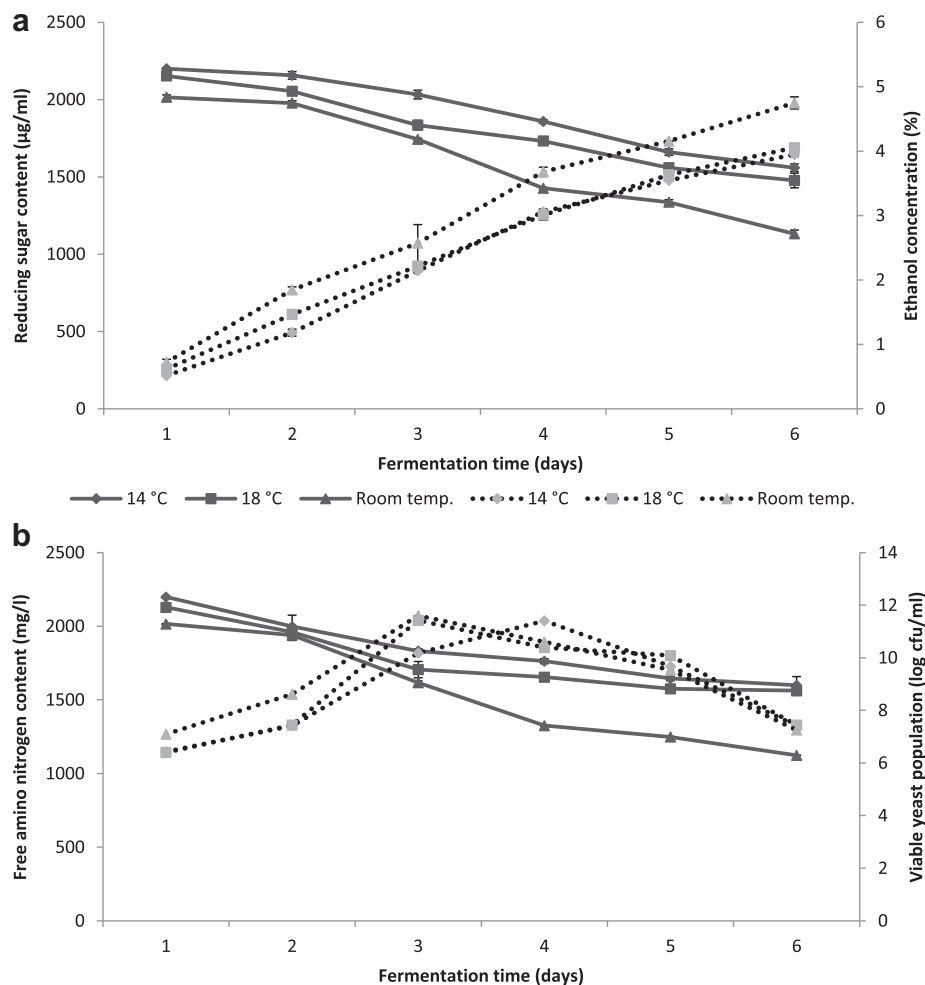 a
2500
2000
1500
1000
500
0
Reducing sugar content (µg/ml)
6
5
4
3
2
1
0
Ethanol concentration (%)
1 2 3 4 5 6
Fermentation time (days)
14 °C 18 °C Room temp. 14 °C 18 °C Room temp.
b
2500
2000
1500
1000
500
0
Free amino nitrogen content (mg/l)
14
12
10
8
6
4
2
0
Viable yeast population (log cfu/ml)
1 2 3 4 5 6
Fermentation time (days)